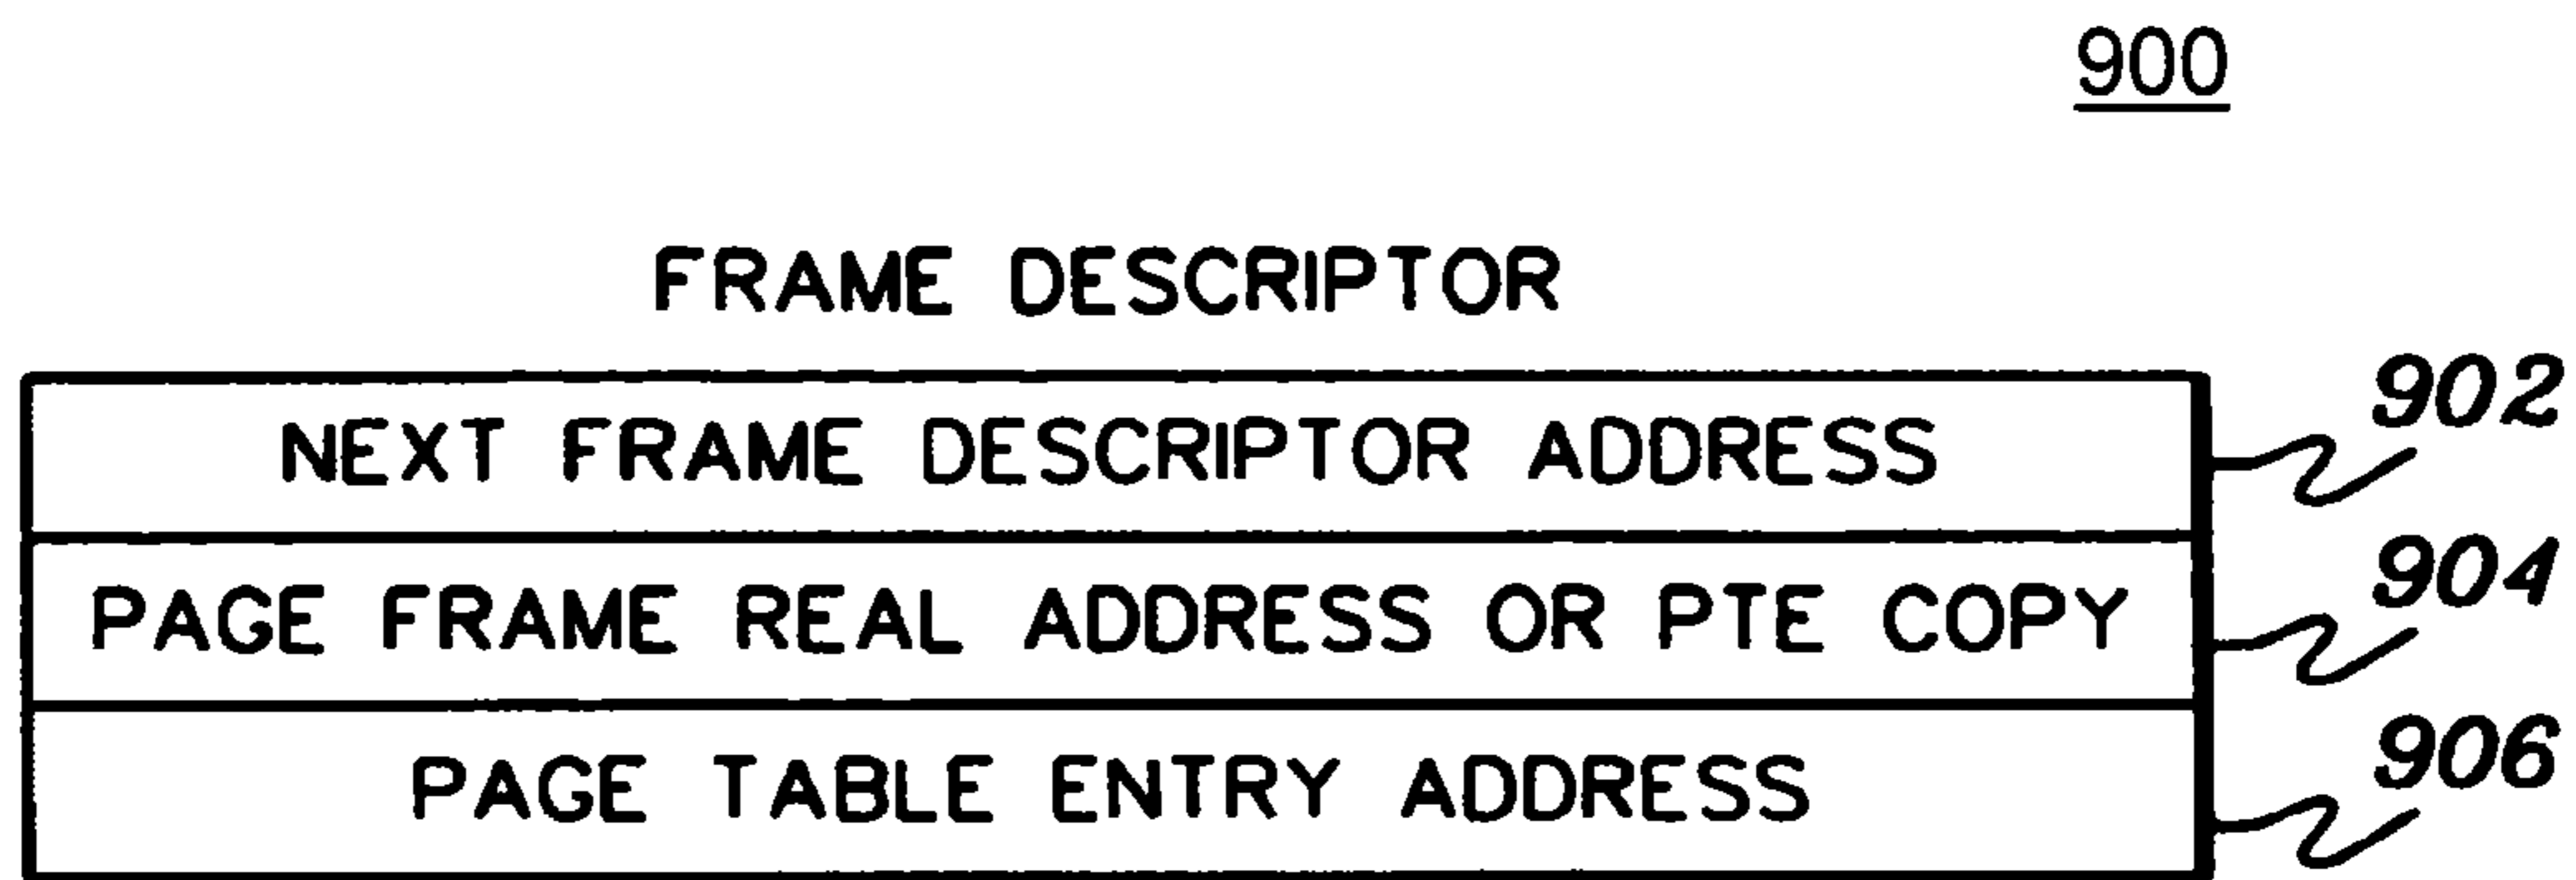 900
FRAME DESCRIPTOR
NEXT FRAME DESCRIPTOR ADDRESS 902
PAGE FRAME REAL ADDRESS OR PTE COPY 904
PAGE TABLE ENTRY ADDRESS 906